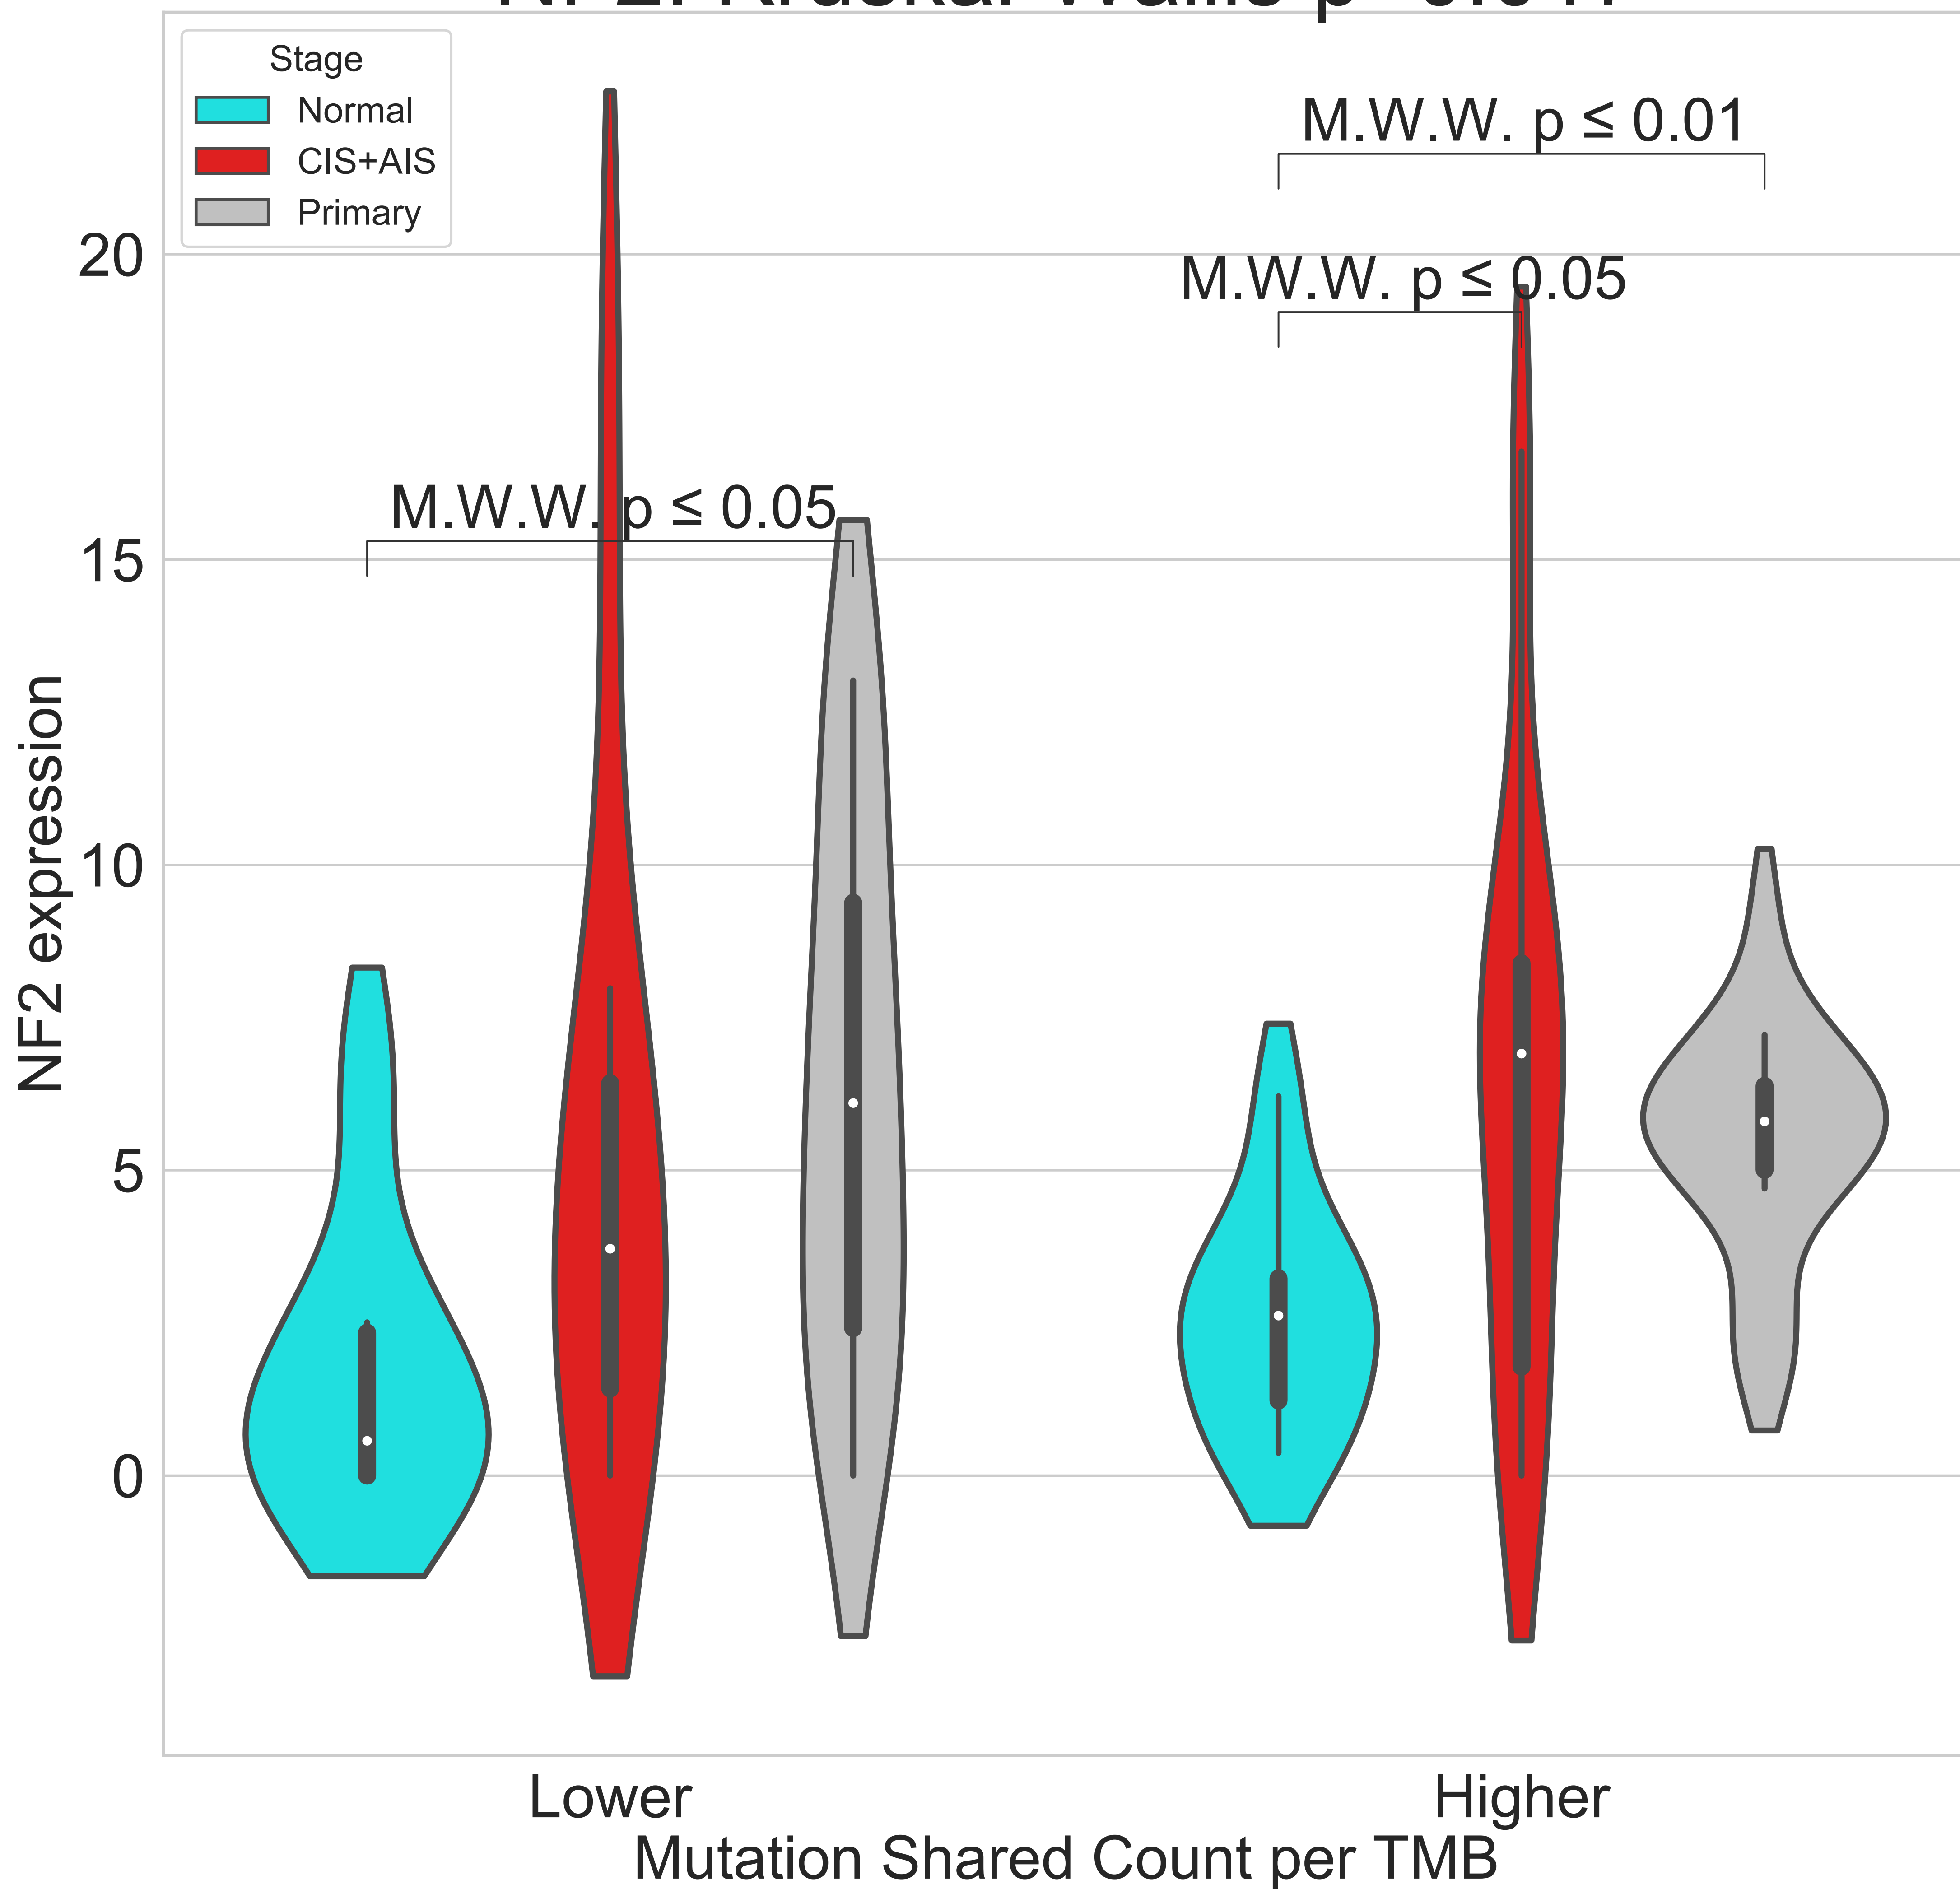 Stage
Normal
CIS+AIS
Primary
M.W.W. p ≤ 0.01
M.W.W. p ≤ 0.05
M.W.W. p ≤ 0.05
20
15
10
5
0
NF2 expression
Lower
Higher
Mutation Shared Count per TMB